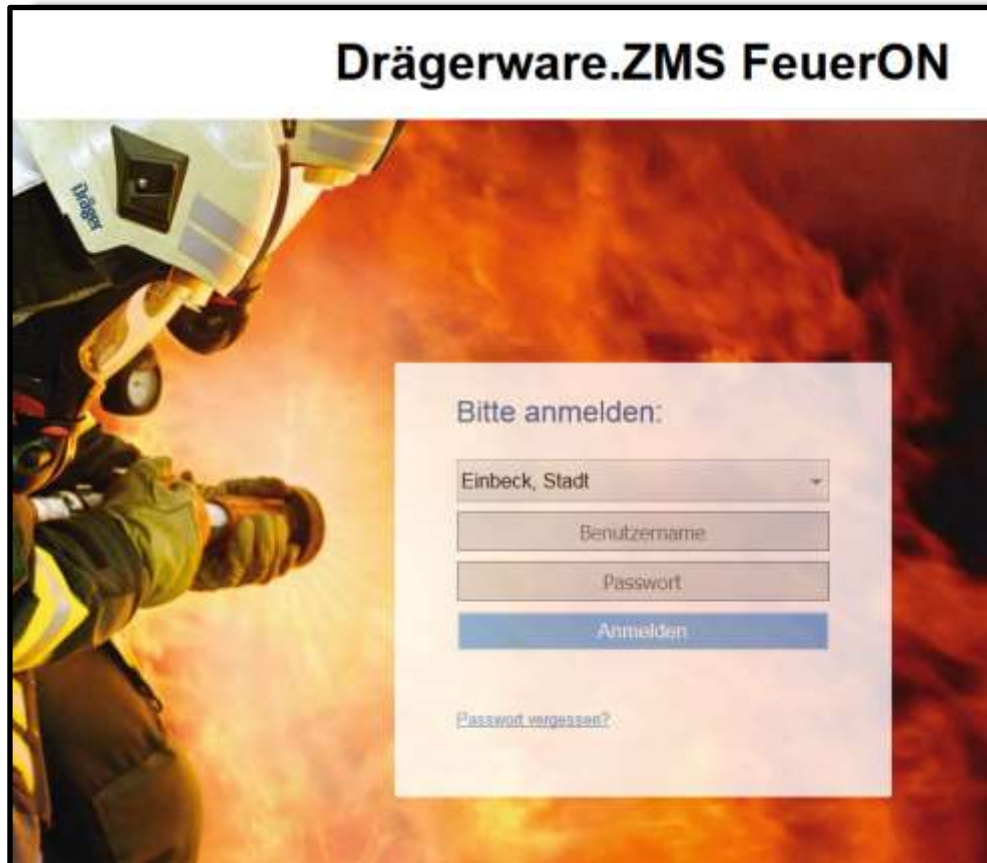 Drägerware.ZMS FeuerON
Dräger
Bitte anmelden:
Einbeck, Stadt
Benutzername
Passwort
Anmelden
Passwort vergessen?